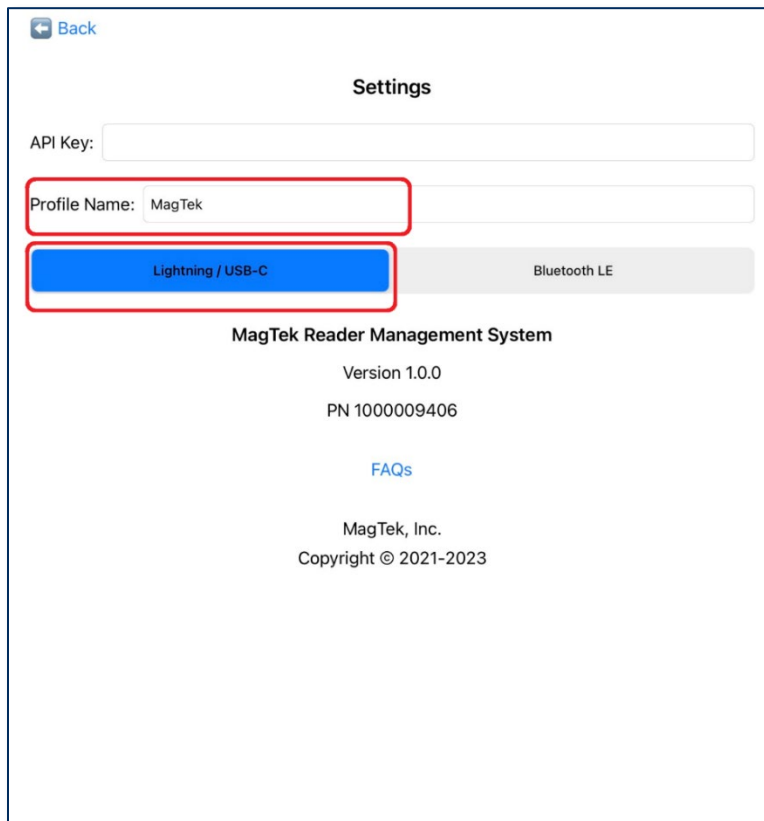 Back
Settings
API Key:
Profile Name: MagTek
Lightning / USB-C Bluetooth LE
MagTek Reader Management System
Version 1.0.0
PN 1000009406
FAQs
MagTek, Inc.
Copyright © 2021-2023